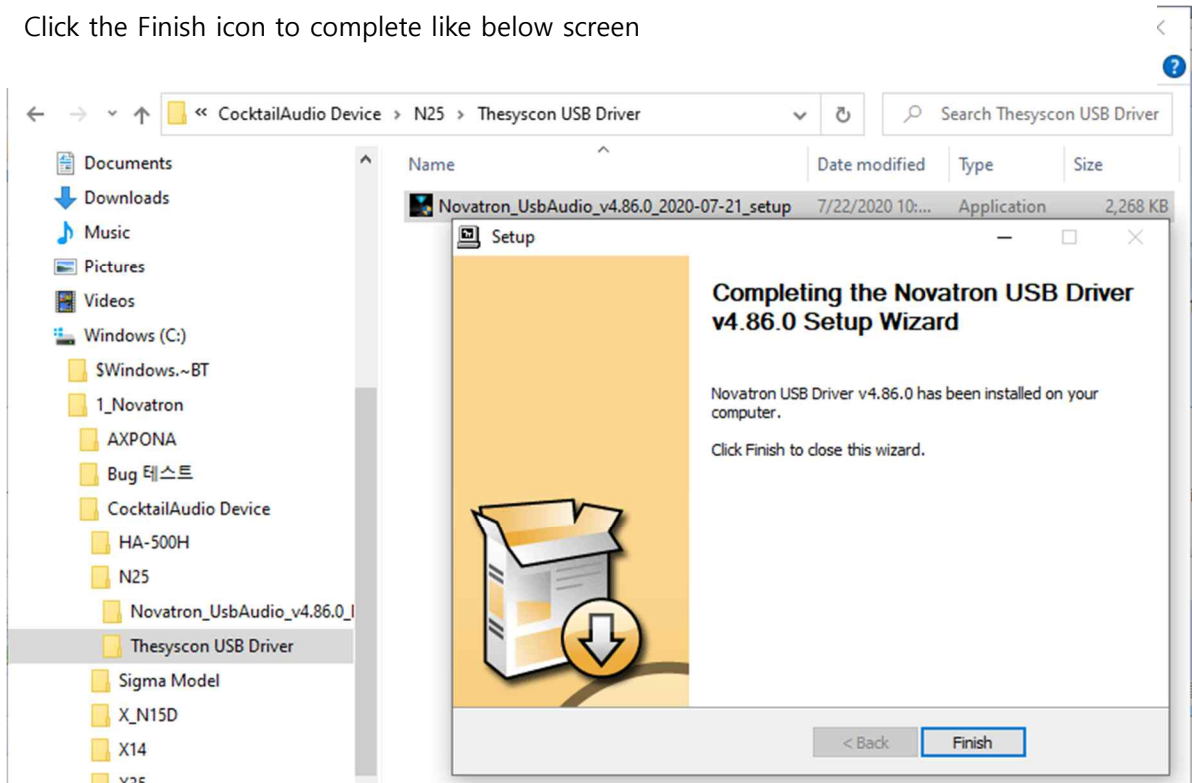 Click the Finish icon to complete like below screen
« CocktailAudio Device > N25 > Thesyscon USB Driver
Search Thesyscon USB Driver
Documents
Downloads
Music
Pictures
Videos
Windows (C:)
$Windows.~BT
1_Novatron
AXPONA
Bug 테스트
CocktailAudio Device
HA-500H
N25
Novatron_UsbAudio_v4.86.0_
Thesyscon USB Driver
Sigma Model
X_N15D
X14
Name Date modified Type Size
Novatron_UsbAudio_v4.86.0_2020-07-21_setup 7/22/2020 10:... Application 2,268 KB
Setup
Completing the Novatron USB Driver
v4.86.0 Setup Wizard
Novatron USB Driver v4.86.0 has been installed on your
computer.
Click Finish to close this wizard.
< Back Finish